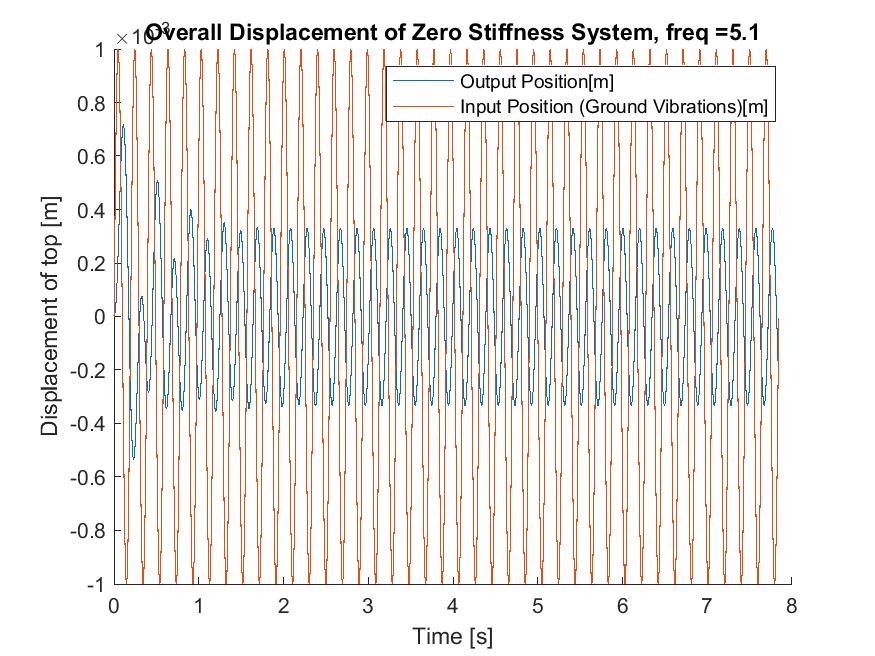 ×10-3
Overall Displacement of Zero Stiffness System, freq =5.1
1
0.8
0.6
0.4
0.2
0
-0.2
-0.4
-0.6
-0.8
-1
Displacement of top [m]
Output Position[m]
Input Position (Ground Vibrations)[m]
0 1 2 3 4 5 6 7 8
Time [s]